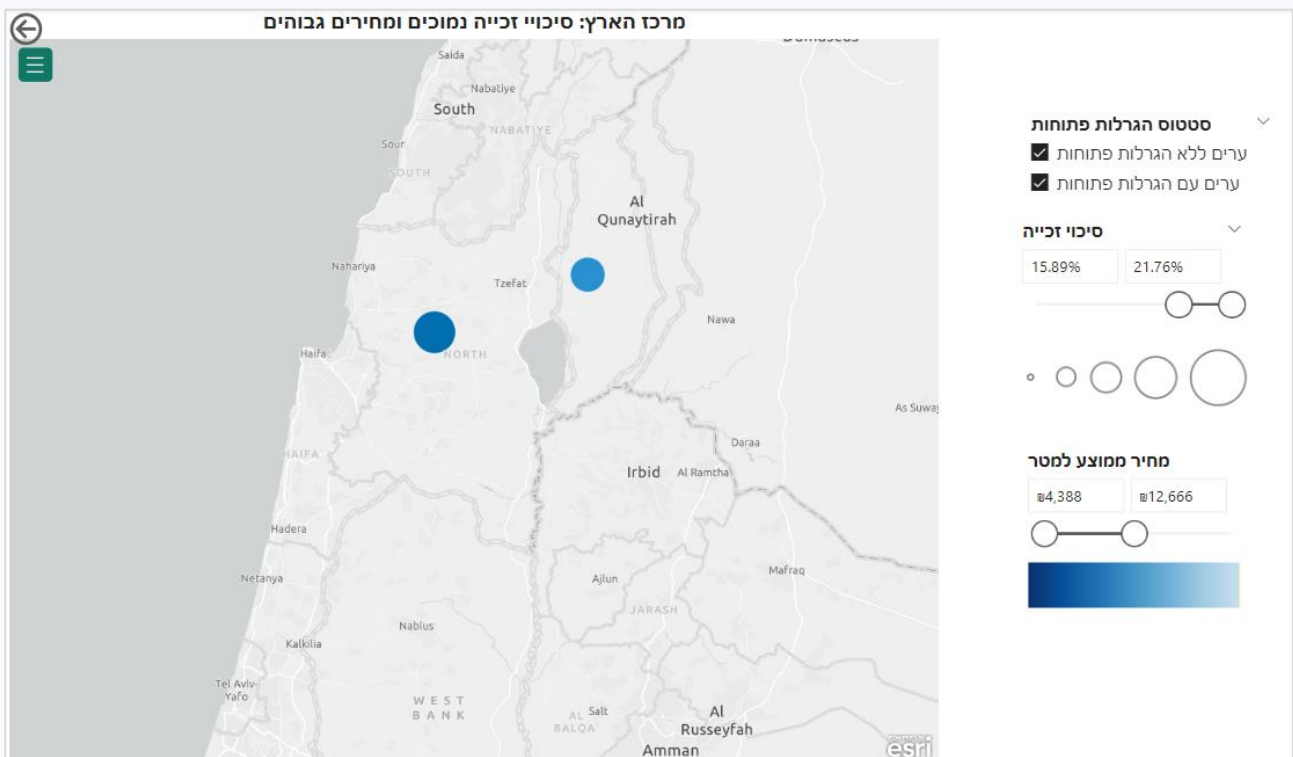 מרכז הארץ: סיכויי זכייה נמוכים ומחירים גבוהים
Saida
Nabatiye
South
NABATIYE
Sour
SOUTH
Al
Qunaytirah
Nahariya
Tzefat
Nawa
NORTH
Haifa
As Suway
Daraa
HAIFA
Irbid
Al Ramtha
Hadera
Netanya
Ajlun
Mafraq
JARASH
Nablus
Kalkilia
Tel Aviv-
Yafo
WEST
BANK
Salt
AL
BALQA'
Al
Russeyfah
Amman
esri
סטטוס הגרלות פתוחות
ערים ללא הגרלות פתוחות
ערים עם הגרלות פתוחות
סיכוי זכייה
15.89% 21.76%
מחיר ממוצע למטר
₪4,388 ₪12,666